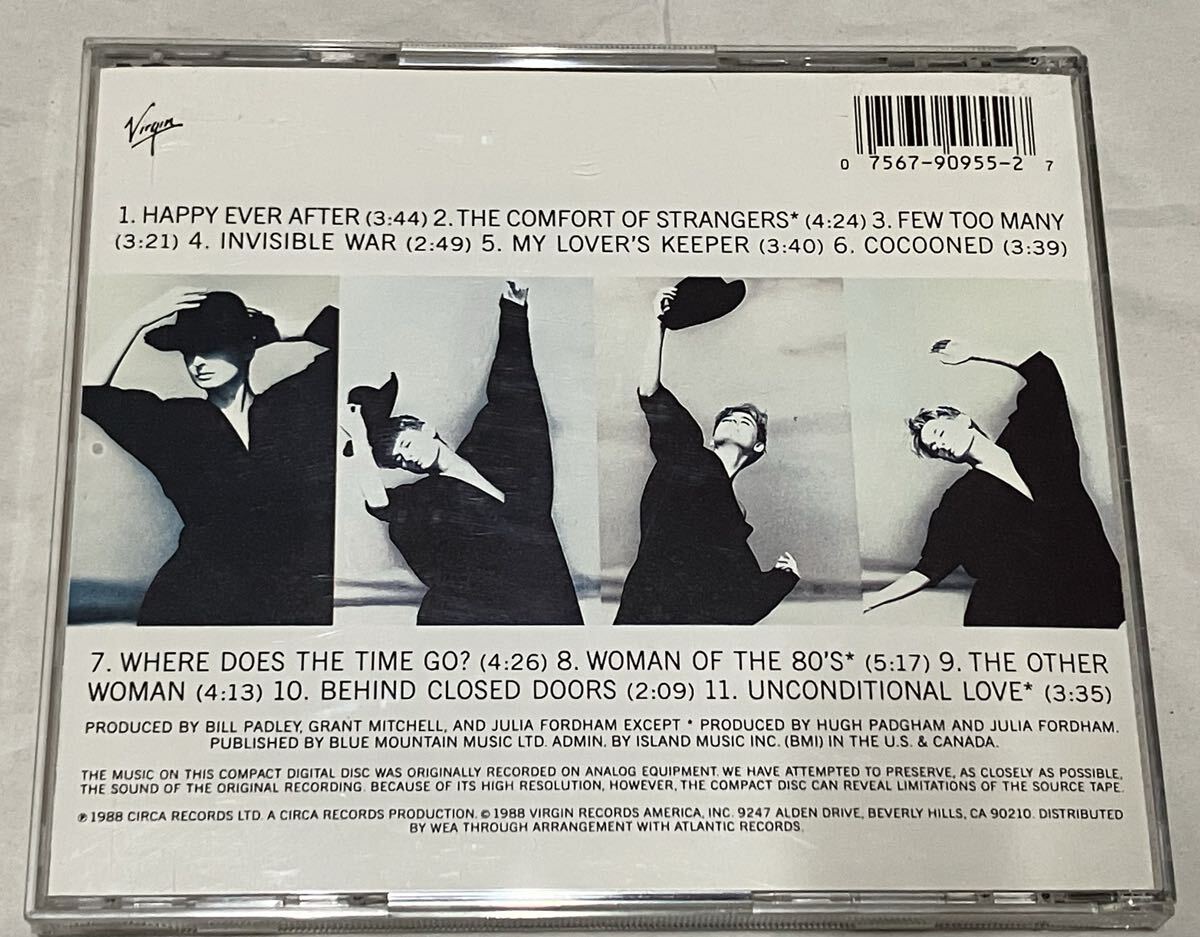 Virgin
0 7567-90955-2 7
1. HAPPY EVER AFTER (3:44) 2. THE COMFORT OF STRANGERS* (4:24) 3. FEW TOO MANY
(3:21) 4. INVISIBLE WAR (2:49) 5. MY LOVER'S KEEPER (3:40) 6. COCOONED (3:39)
7. WHERE DOES THE TIME GO? (4:26) 8. WOMAN OF THE 80'S* (5:17) 9. THE OTHER
WOMAN (4:13) 10. BEHIND CLOSED DOORS (2:09) 11. UNCONDITIONAL LOVE* (3:35)
PRODUCED BY BILL PADLEY, GRANT MITCHELL, AND JULIA FORDHAM EXCEPT * PRODUCED BY HUGH PADGHAM AND JULIA FORDHAM.
PUBLISHED BY BLUE MOUNTAIN MUSIC LTD. ADMIN. BY ISLAND MUSIC INC. (BMI) IN THE U.S. & CANADA.
THE MUSIC ON THIS COMPACT DIGITAL DISC WAS ORIGINALLY RECORDED ON ANALOG EQUIPMENT. WE HAVE ATTEMPTED TO PRESERVE, AS CLOSELY AS POSSIBLE,
THE SOUND OF THE ORIGINAL RECORDING. BECAUSE OF ITS HIGH RESOLUTION, HOWEVER, THE COMPACT DISC CAN REVEAL LIMITATIONS OF THE SOURCE TAPE.
℗ 1988 CIRCA RECORDS LTD. A CIRCA RECORDS PRODUCTION. © 1988 VIRGIN RECORDS AMERICA, INC. 9247 ALDEN DRIVE, BEVERLY HILLS, CA 90210. DISTRIBUTED
BY WEA THROUGH ARRANGEMENT WITH ATLANTIC RECORDS.